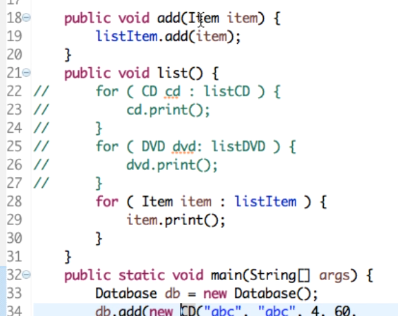 18 public void add(Item item) {
19 listItem.add(item);
20 }
21 public void list() {
22 // for ( CD cd : listCD ) {
23 // cd.print();
24 // }
25 // for ( DVD dvd: listDVD ) {
26 // dvd.print();
27 // }
28 for ( Item item : listItem ) {
29 item.print();
30 }
31 }
32 public static void main(String[] args) {
33 Database db = new Database();
34 db.add(new CD("abc", "abc", 4, 60,